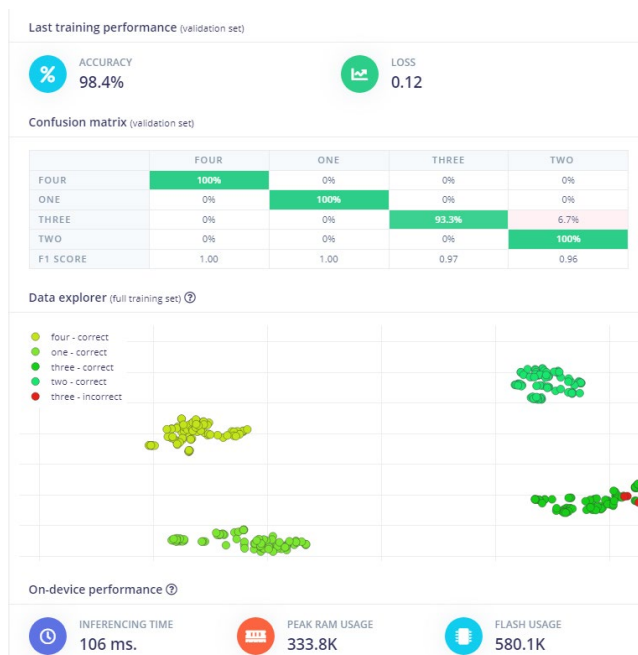 Last training performance (validation set)
% ACCURACY
98.4%
LOSS
0.12
Confusion matrix (validation set)
FOUR ONE THREE TWO
FOUR 100% 0% 0% 0%
ONE 0% 100% 0% 0%
THREE 0% 0% 93.3% 6.7%
TWO 0% 0% 0% 100%
F1 SCORE 1.00 1.00 0.97 0.96
Data explorer (full training set) ?
four - correct
one - correct
three - correct
two - correct
three - incorrect
On-device performance ?
INFERENCING TIME
106 ms.
PEAK RAM USAGE
333.8K
FLASH USAGE
580.1K